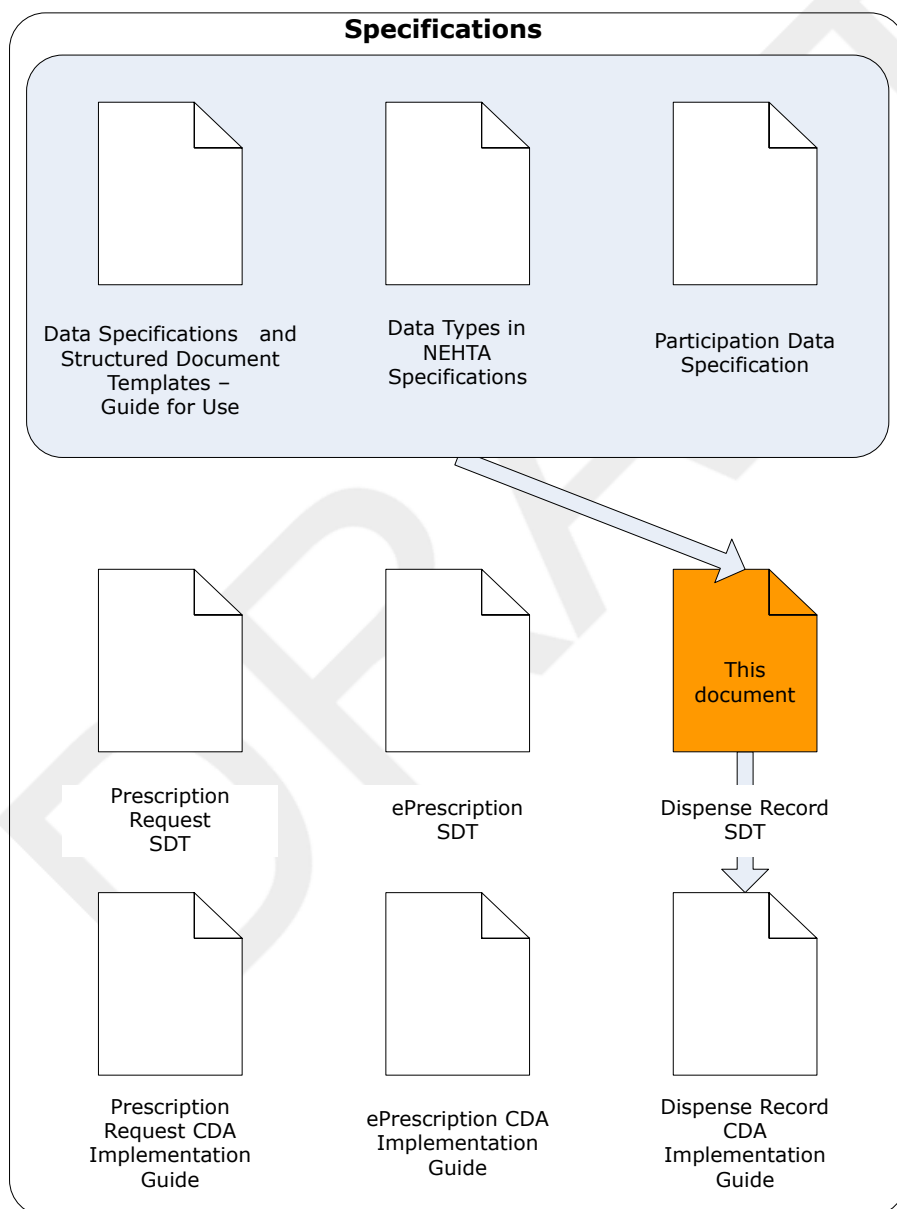 Specifications
Data Specifications and
Structured Document
Templates –
Guide for Use
Data Types in
NEHTA
Specifications
Participation Data
Specification
This
document
Prescription
Request
SDT
ePrescription
SDT
Dispense Record
SDT
Prescription
Request CDA
Implementation
Guide
ePrescription CDA
Implementation
Guide
Dispense Record
CDA
Implementation
Guide
DRA